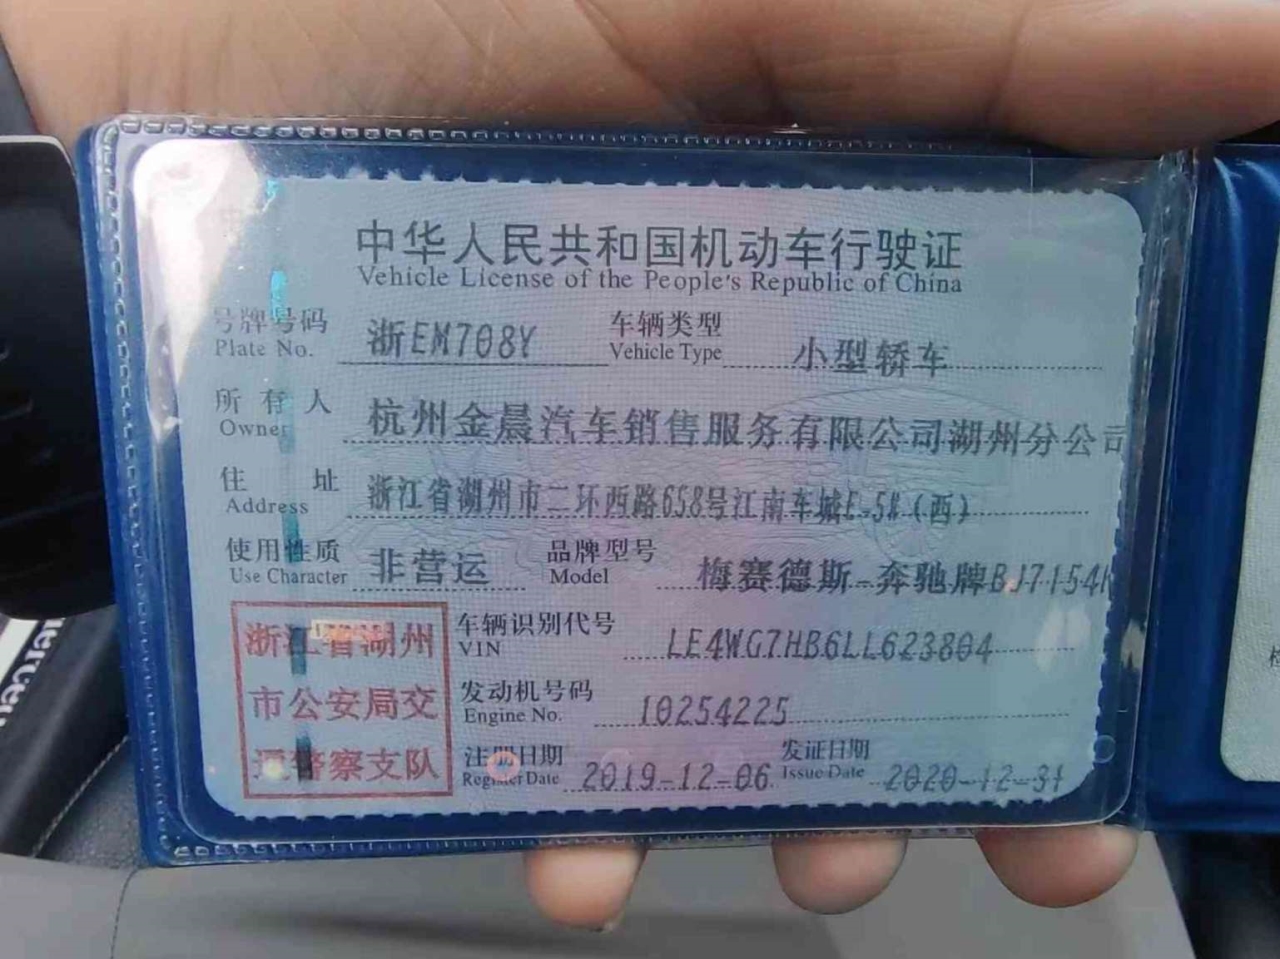 中华人民共和国机动车行驶证
Vehicle License of the People's Republic of China
号牌号码 浙EM708Y 车辆类型 小型轿车
Plate No. Vehicle Type
所有人 杭州金晨汽车销售服务有限公司湖州分公司
Owner
住址 浙江省湖州市二环西路658号江南车城E-5#(西)
Address
使用性质 非营运 品牌型号 梅赛德斯-奔驰牌BJ7154
Use Character Model
浙江省湖州
市公安局交
通警察支队
车辆识别代号 LE4WG7HB6LL623804
VIN
发动机号码 10254225
Engine No.
注册日期 2019-12-06 发证日期 2020-12-31
Register Date Issue Date